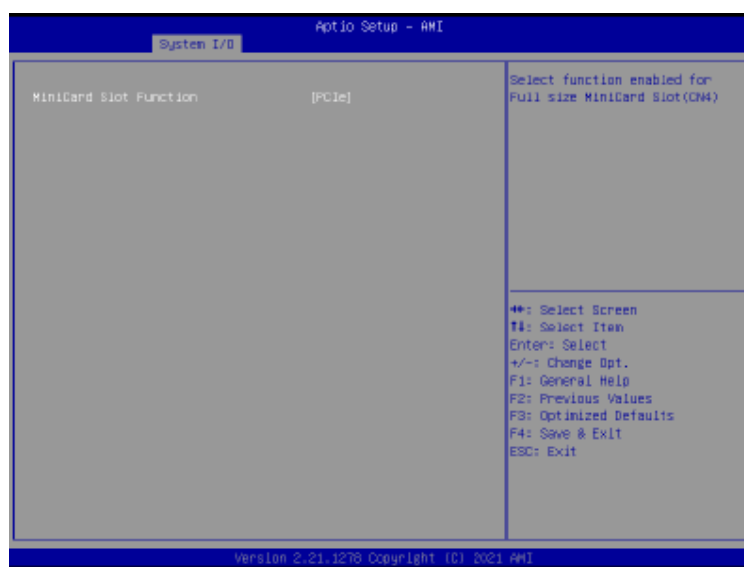 Aptio Setup - AMI
System I/O
MiniCard Slot Function [PCIe]
Select function enabled for
Full size MiniCard Slot(CN4)
→←: Select Screen
↑↓: Select Item
Enter: Select
+/-: Change Opt.
F1: General Help
F2: Previous Values
F3: Optimized Defaults
F4: Save & Exit
ESC: Exit
Version 2.21.1278 Copyright (C) 2021 AMI